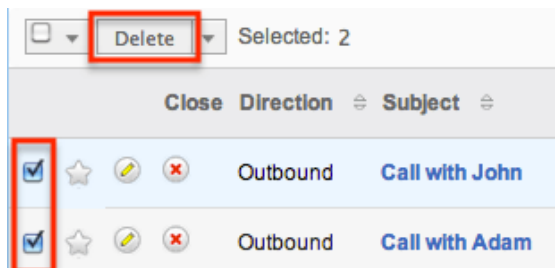 Delete Selected: 2
Close Direction Subject
Outbound Call with John
Outbound Call with Adam